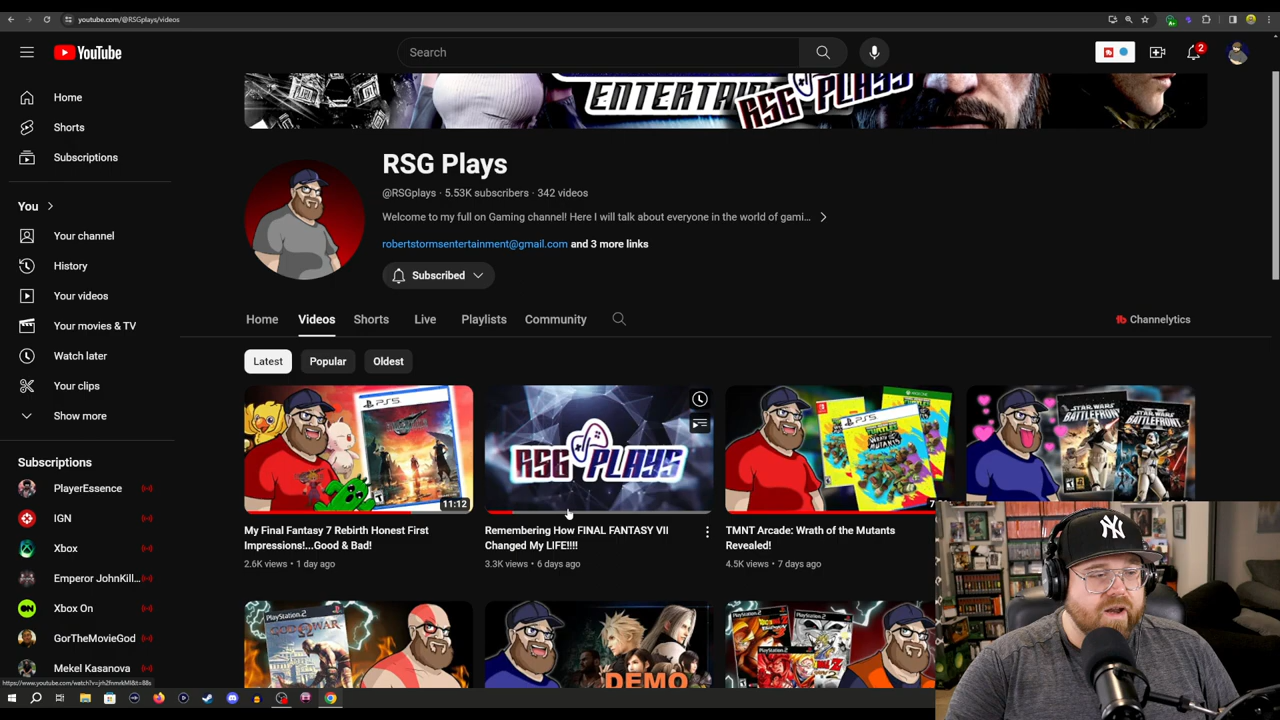 youtube.com/@RSGplays/videos
YouTube
Search
2
Home
Shorts
Subscriptions
You
Your channel
History
Your videos
Your movies & TV
Watch later
Your clips
Show more
Subscriptions
PlayerEssence
IGN
Xbox
Emperor JohnKill...
Xbox On
GorTheMovieGod
Mekel Kasanova
RSG PLAYS
RSG Plays
@RSGplays · 5.53K subscribers · 342 videos
Welcome to my full on Gaming channel! Here I will talk about everyone in the world of gami...
robertstormsentertainment@gmail.com and 3 more links
Subscribed
Home Videos Shorts Live Playlists Community
Channelytics
Latest Popular Oldest
PS5
11:12
My Final Fantasy 7 Rebirth Honest First
Impressions!...Good & Bad!
2.6K views · 1 day ago
RSG PLAYS
Remembering How FINAL FANTASY VII
Changed My LIFE!!!!
3.3K views · 6 days ago
PS5
TMNT Arcade: Wrath of the Mutants
Revealed!
4.5K views · 7 days ago
STAR WARS
BATTLEFRONT
PlayStation 2
GOD OF WAR
DEMO
PlayStation 2
NY